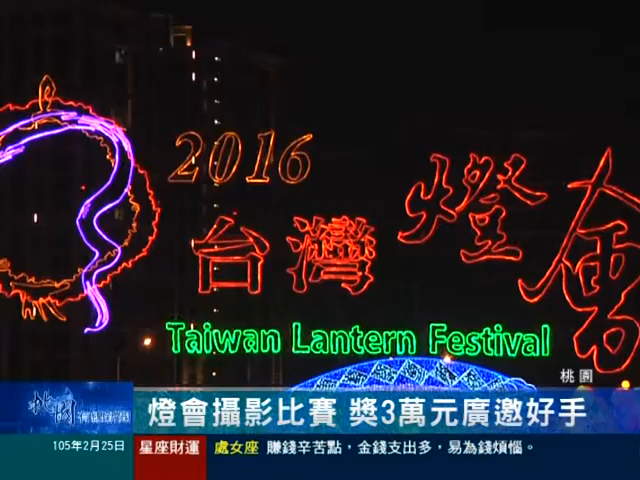 2016
台灣
燈會
Taiwan Lantern Festival
桃園
燈會攝影比賽 獎3萬元廣邀好手
桃園
105年2月25日
星座財運
處女座 賺錢辛苦點，金錢支出多，易為錢煩惱。